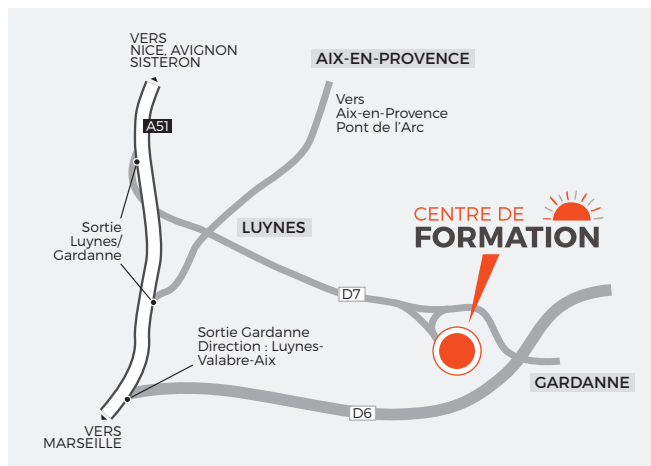 VERS
NICE, AVIGNON
SISTERON
AIX-EN-PROVENCE
Vers
Aix-en-Provence
Pont de l'Arc
A51
CENTRE DE
FORMATION
Sortie
Luynes/
Gardanne
LUYNES
D7
Sortie Gardanne
Direction : Luynes-
Valabre-Aix
GARDANNE
D6
VERS
MARSEILLE